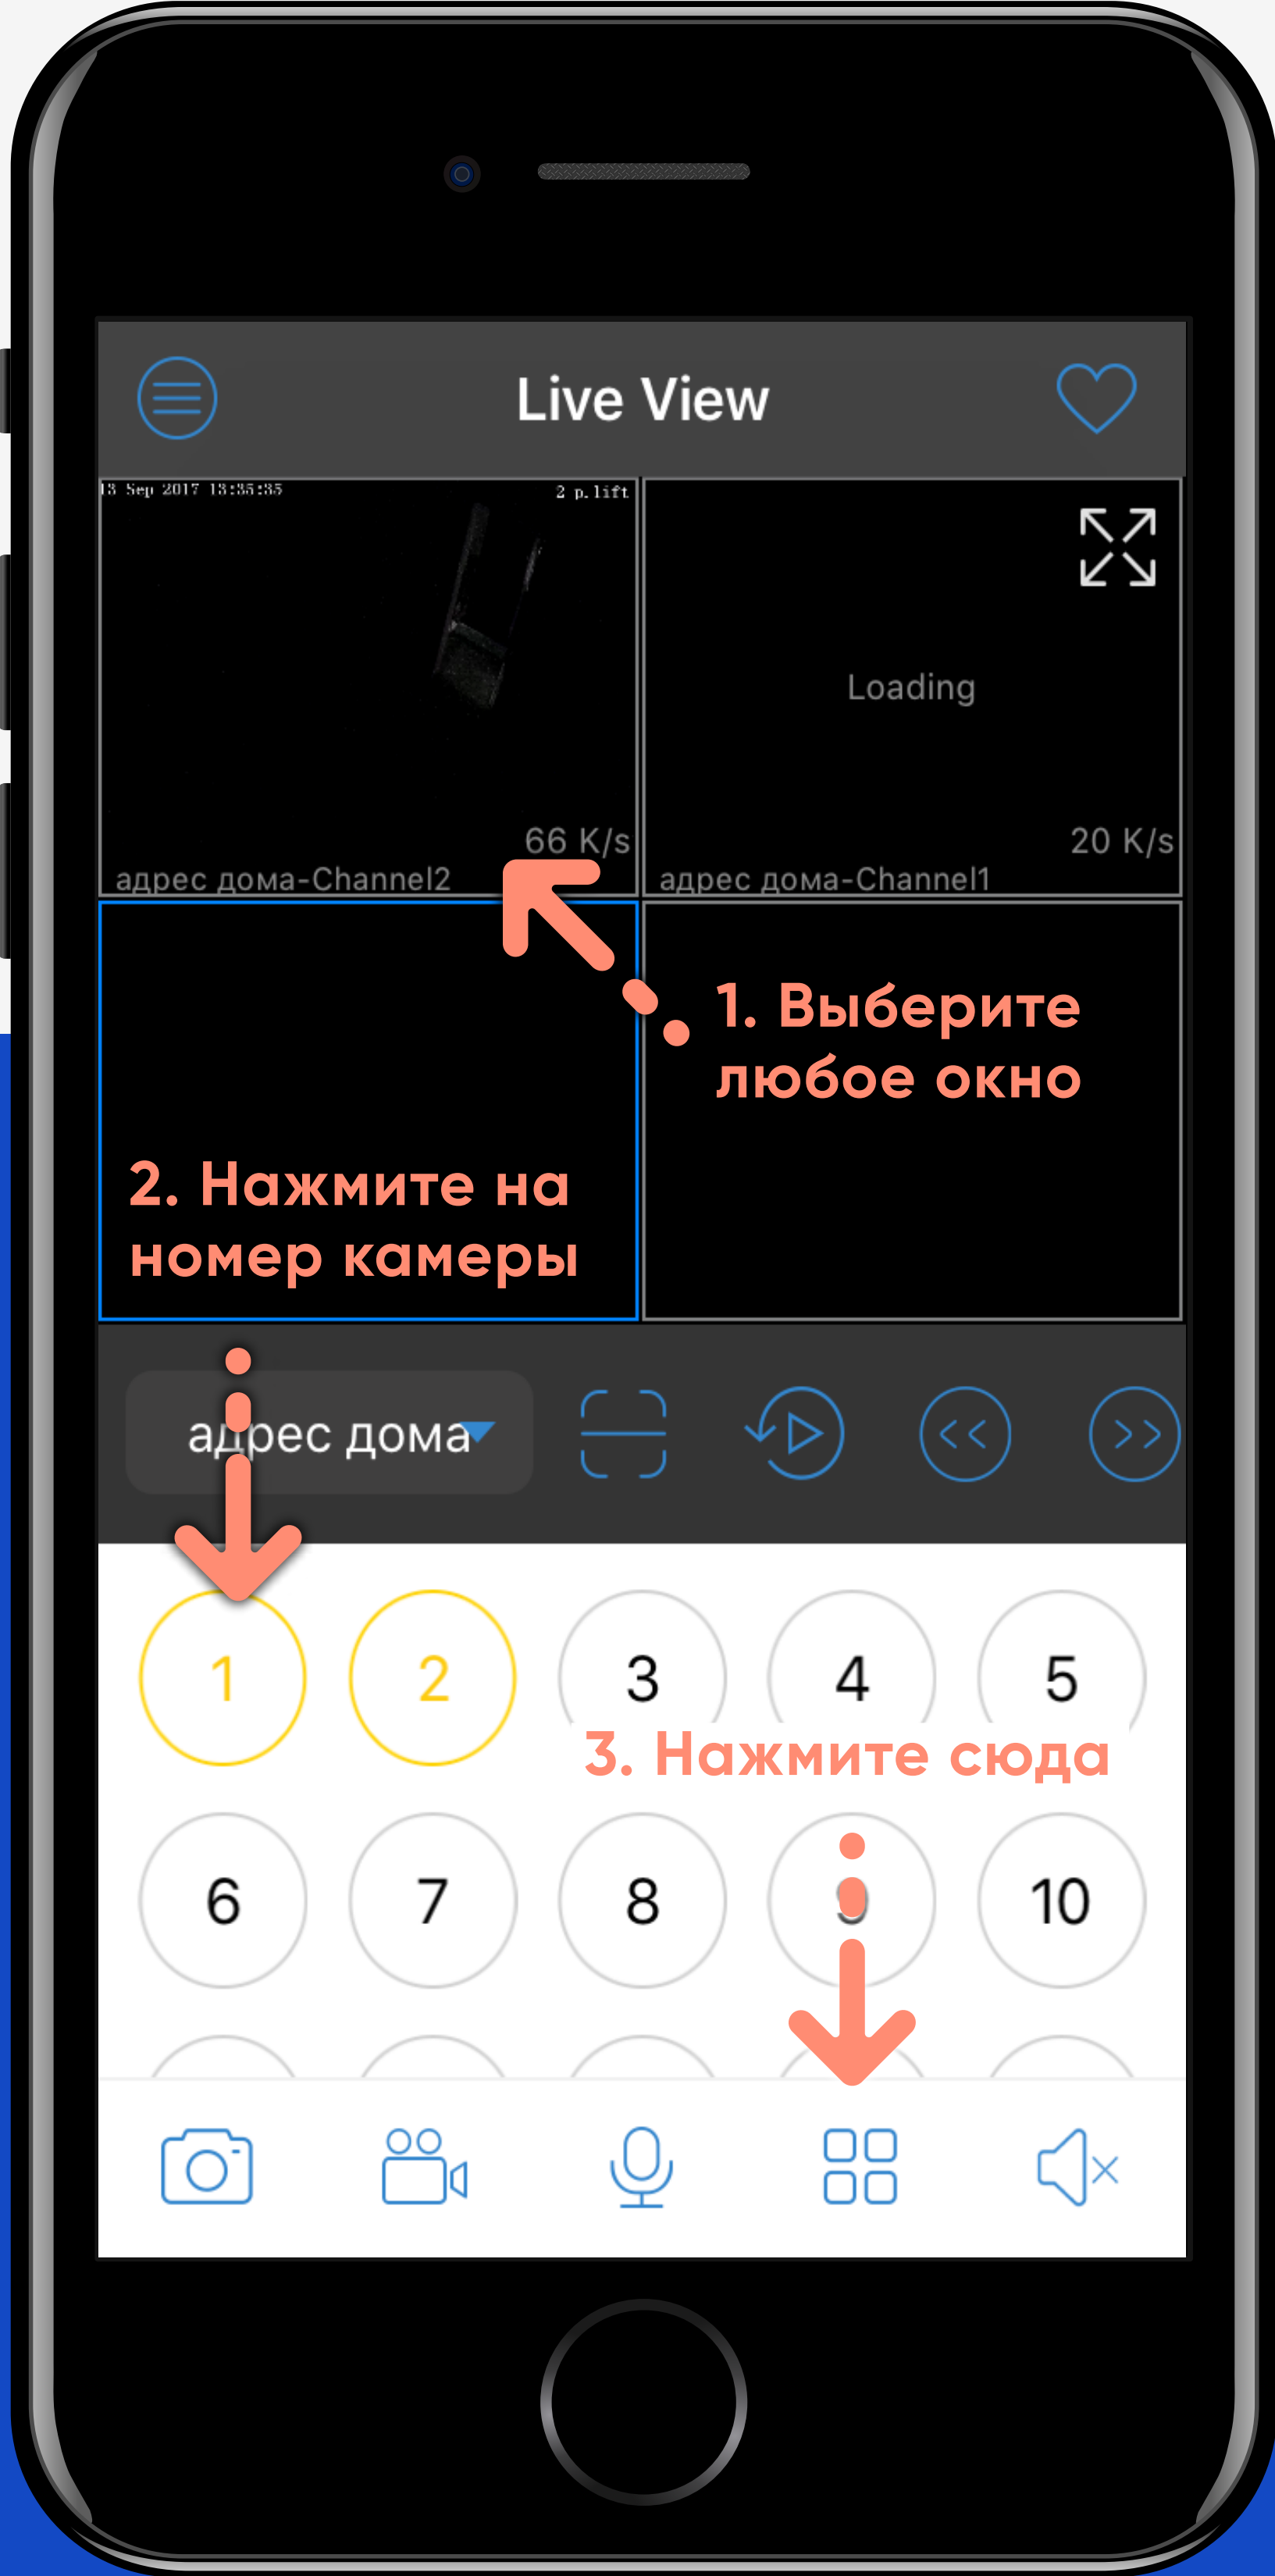 Live View
13 Sep 2017 13:35:35
2 p.lift
Loading
66 K/s
20 K/s
адрес дома-Channel2
адрес дома-Channel1
1. Выберите
любое окно
2. Нажмите на
номер камеры
адрес дома
1 2 3 4 5
3. Нажмите сюда
6 7 8 9 10